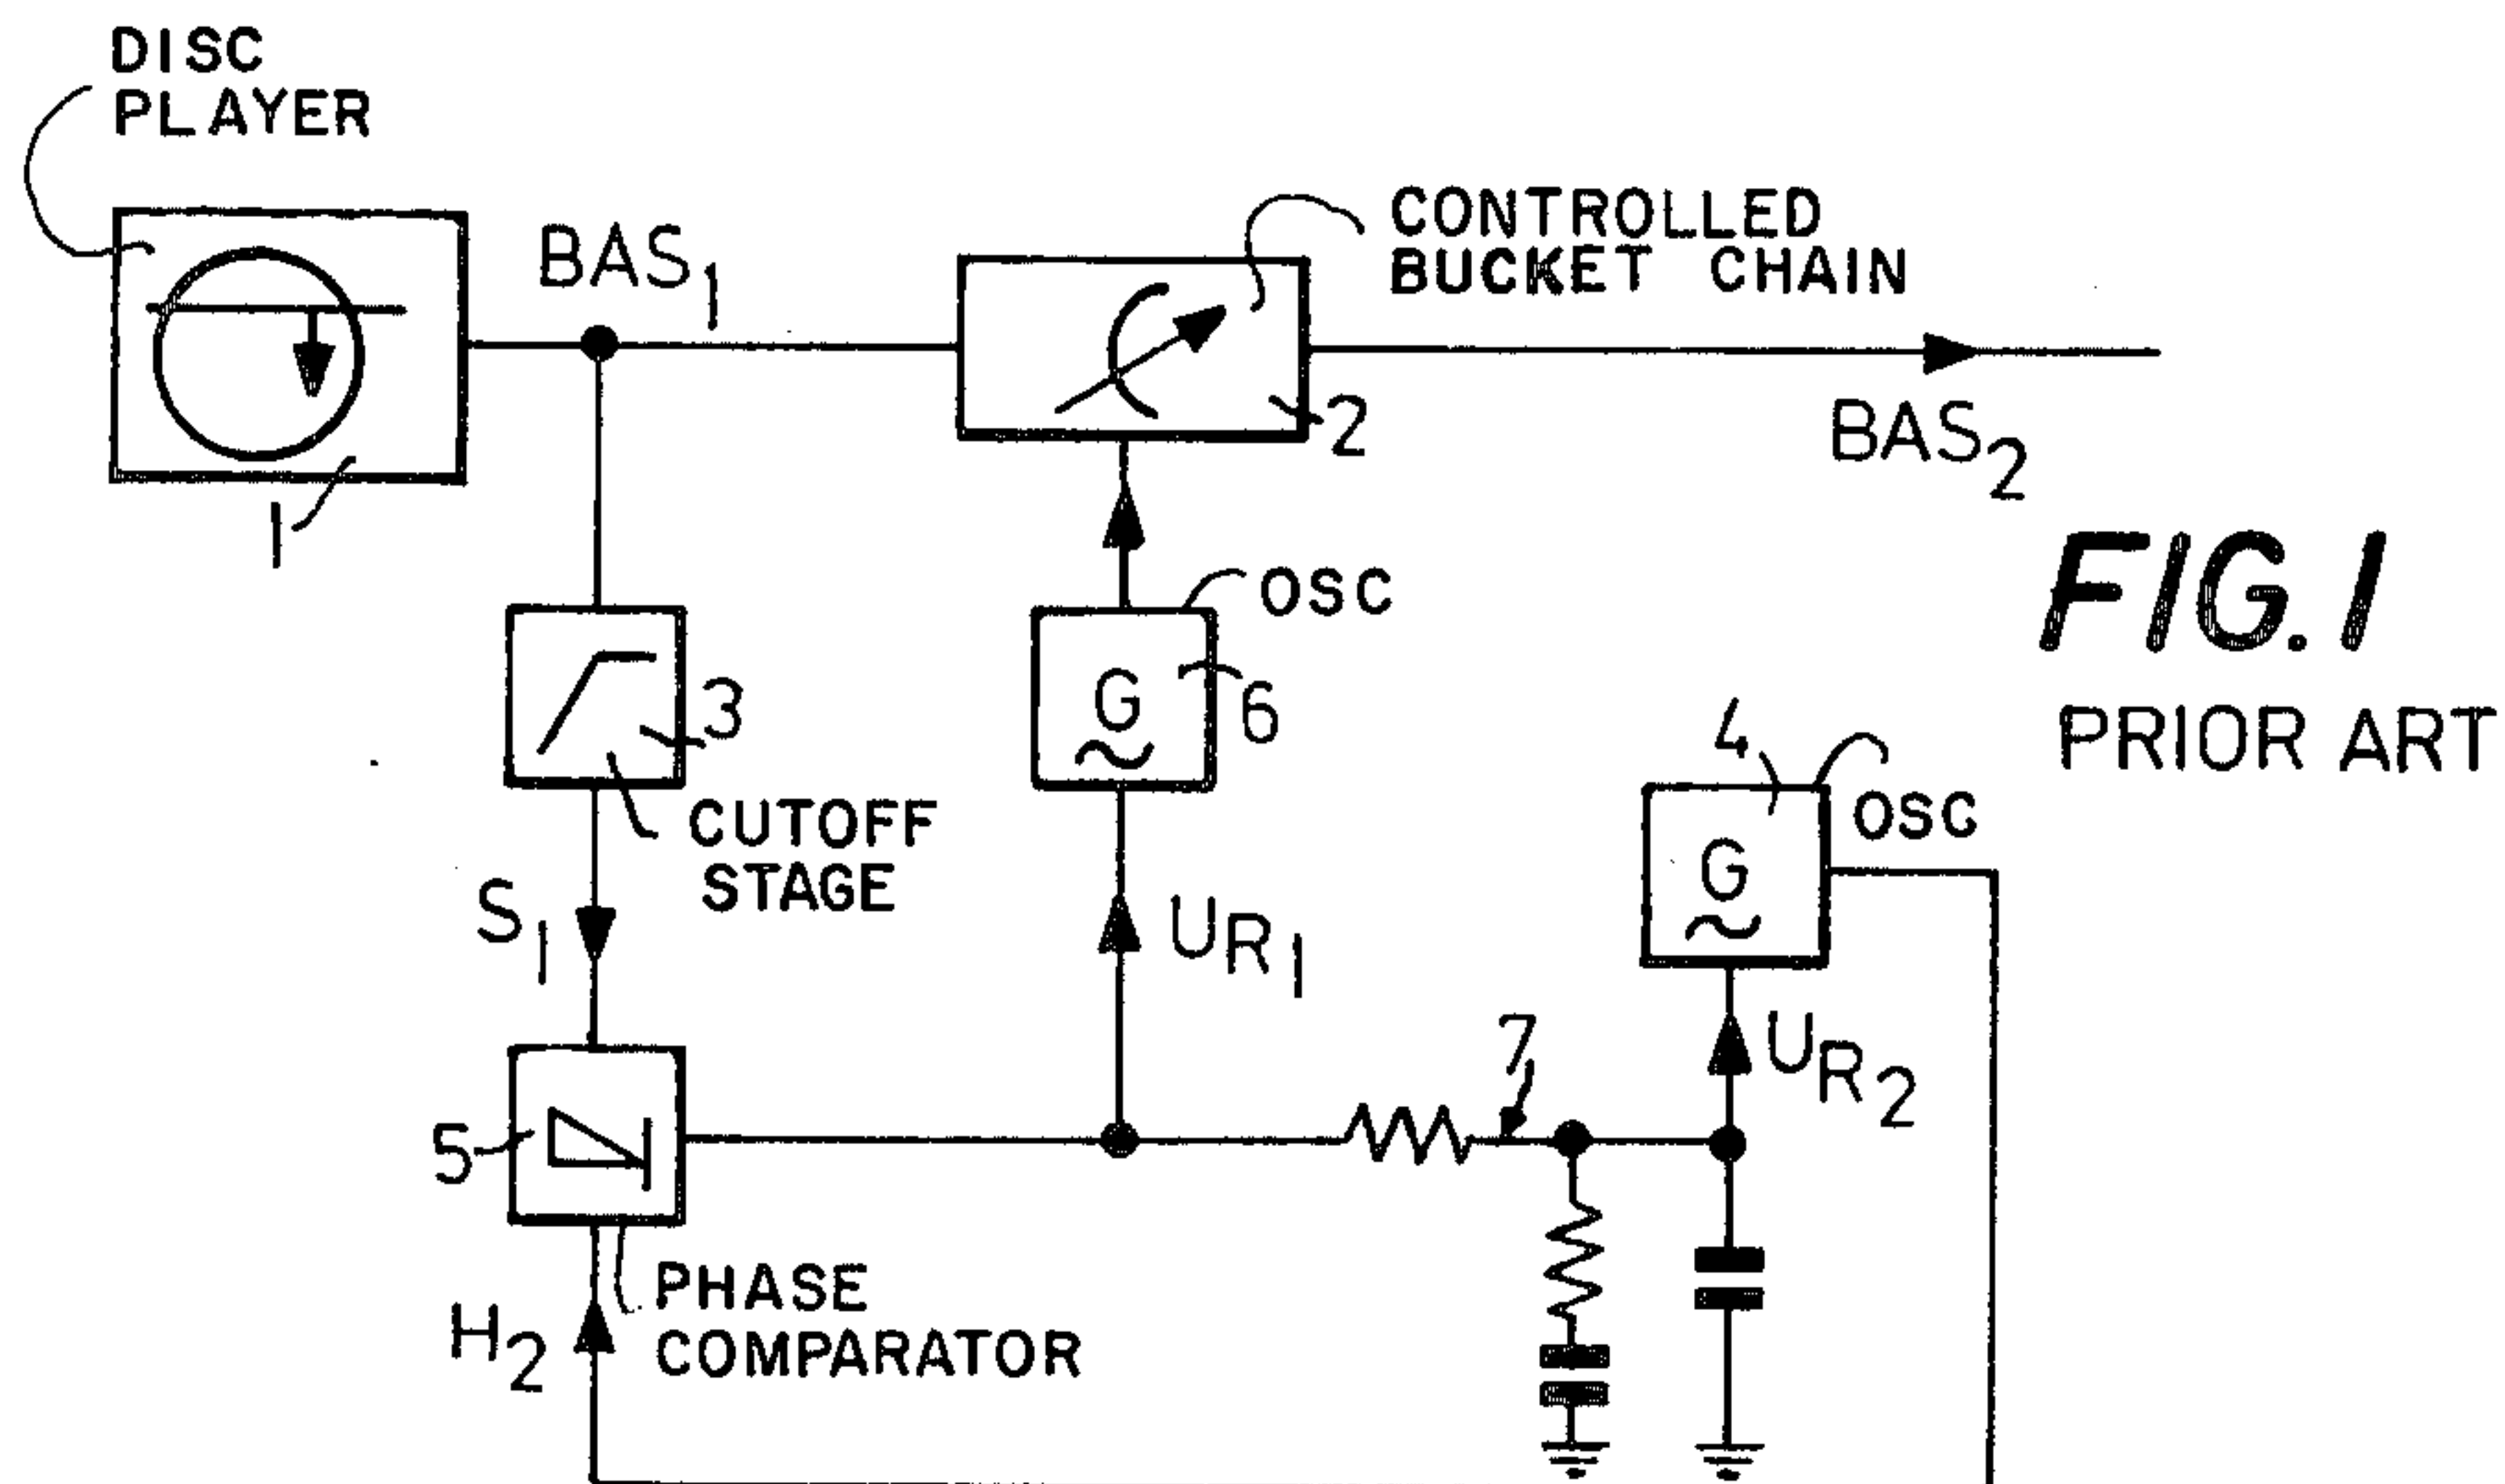 DISC
PLAYER
BAS1
CONTROLLED
BUCKET CHAIN
2
BAS2
1
FIG. 1
PRIOR ART
OSC
G
6
3
4
OSC
G
CUTOFF
STAGE
S1
UR1
7
UR2
5
PHASE
COMPARATOR
H2